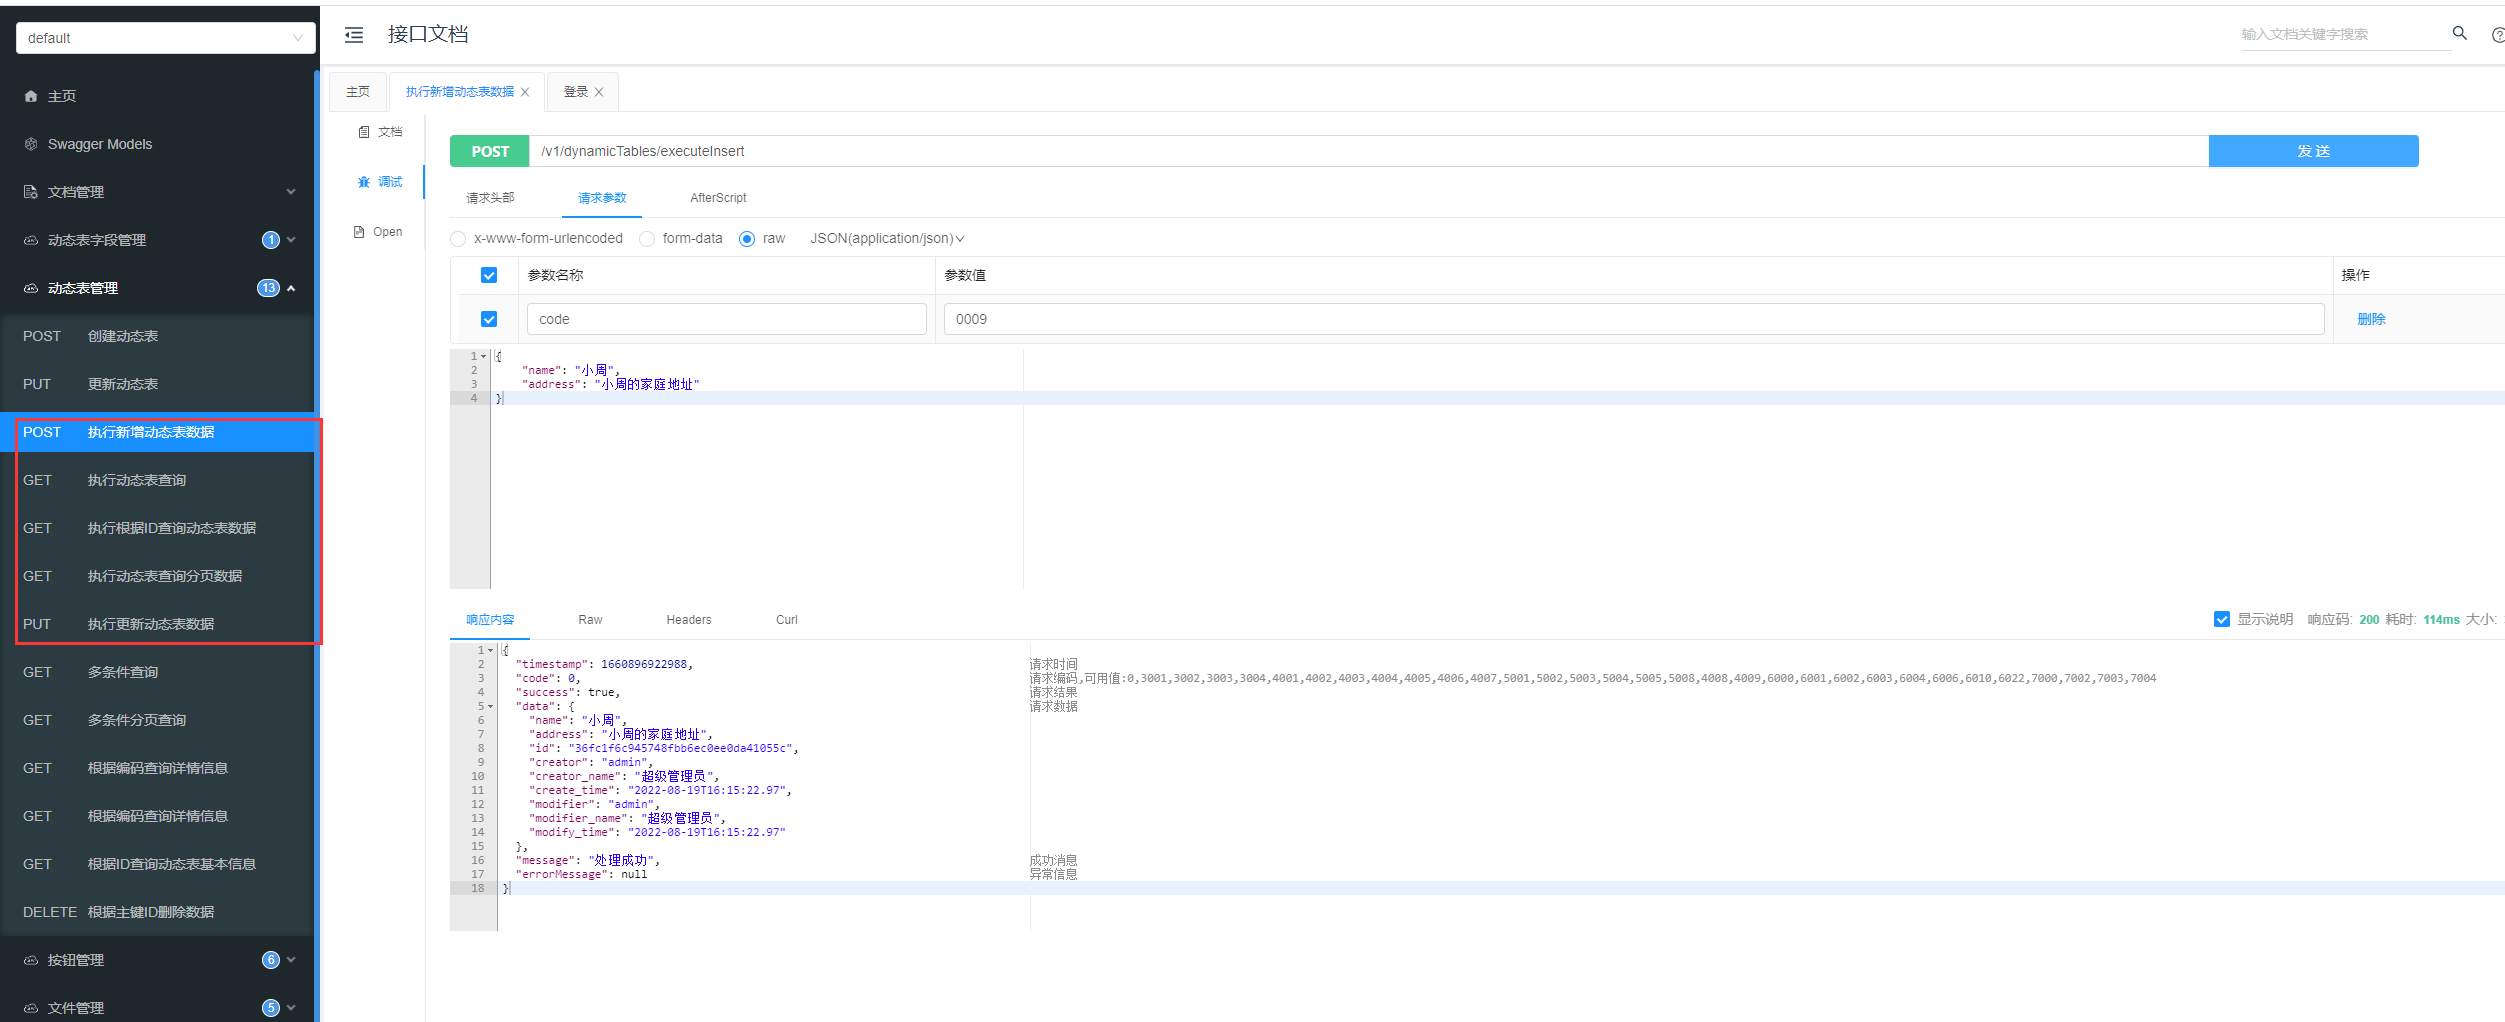 default
主页
Swagger Models
文档管理
动态表字段管理 1
动态表管理 13
POST 创建动态表
PUT 更新动态表
POST 执行新增动态表数据
GET 执行动态表查询
GET 执行根据ID查询动态表数据
GET 执行动态表查询分页数据
PUT 执行更新动态表数据
GET 多条件查询
GET 多条件分页查询
GET 根据编码查询详情信息
GET 根据编码查询详情信息
GET 根据ID查询动态表基本信息
DELETE 根据主键ID删除数据
按钮管理 6
文件管理 5
接口文档
输入文档关键字搜索
主页 执行新增动态表数据 登录
文档
调试
Open
POST /v1/dynamicTables/executeInsert 发送
请求头部 请求参数 AfterScript
x-www-form-urlencoded form-data raw JSON(application/json)
参数名称 参数值 操作
code 0009 删除
1 {
2 "name": "小周",
3 "address": "小周的家庭地址"
4 }
响应内容 Raw Headers Curl 显示说明 响应码: 200 耗时: 114ms 大小:
1 {
2 "timestamp": 1660896922988, 请求时间
3 "code": 0, 请求编码,可用值:0,3001,3002,3003,3004,4001,4002,4003,4004,4005,4006,4007,5001,5002,5003,5004,5005,5008,4008,4009,6000,6001,6002,6003,6004,6006,6010,6022,7000,7002,7003,7004
4 "success": true, 请求结果
5 "data": { 请求数据
6 "name": "小周",
7 "address": "小周的家庭地址",
8 "id": "36fc1f6c945748fbb6ec0ee0da41055c",
9 "creator": "admin",
10 "creator_name": "超级管理员",
11 "create_time": "2022-08-19T16:15:22.97",
12 "modifier": "admin",
13 "modifier_name": "超级管理员",
14 "modify_time": "2022-08-19T16:15:22.97"
15 },
16 "message": "处理成功", 成功消息
17 "errorMessage": null 异常信息
18 }